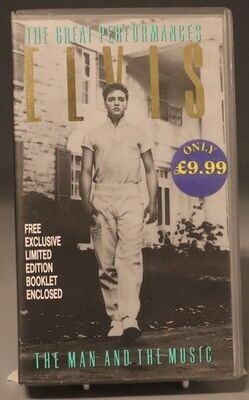 THE GREAT PERFORMANCES
ELVIS
ONLY
£9.99
FREE
EXCLUSIVE
LIMITED
EDITION
BOOKLET
ENCLOSED
THE MAN AND THE MUSIC